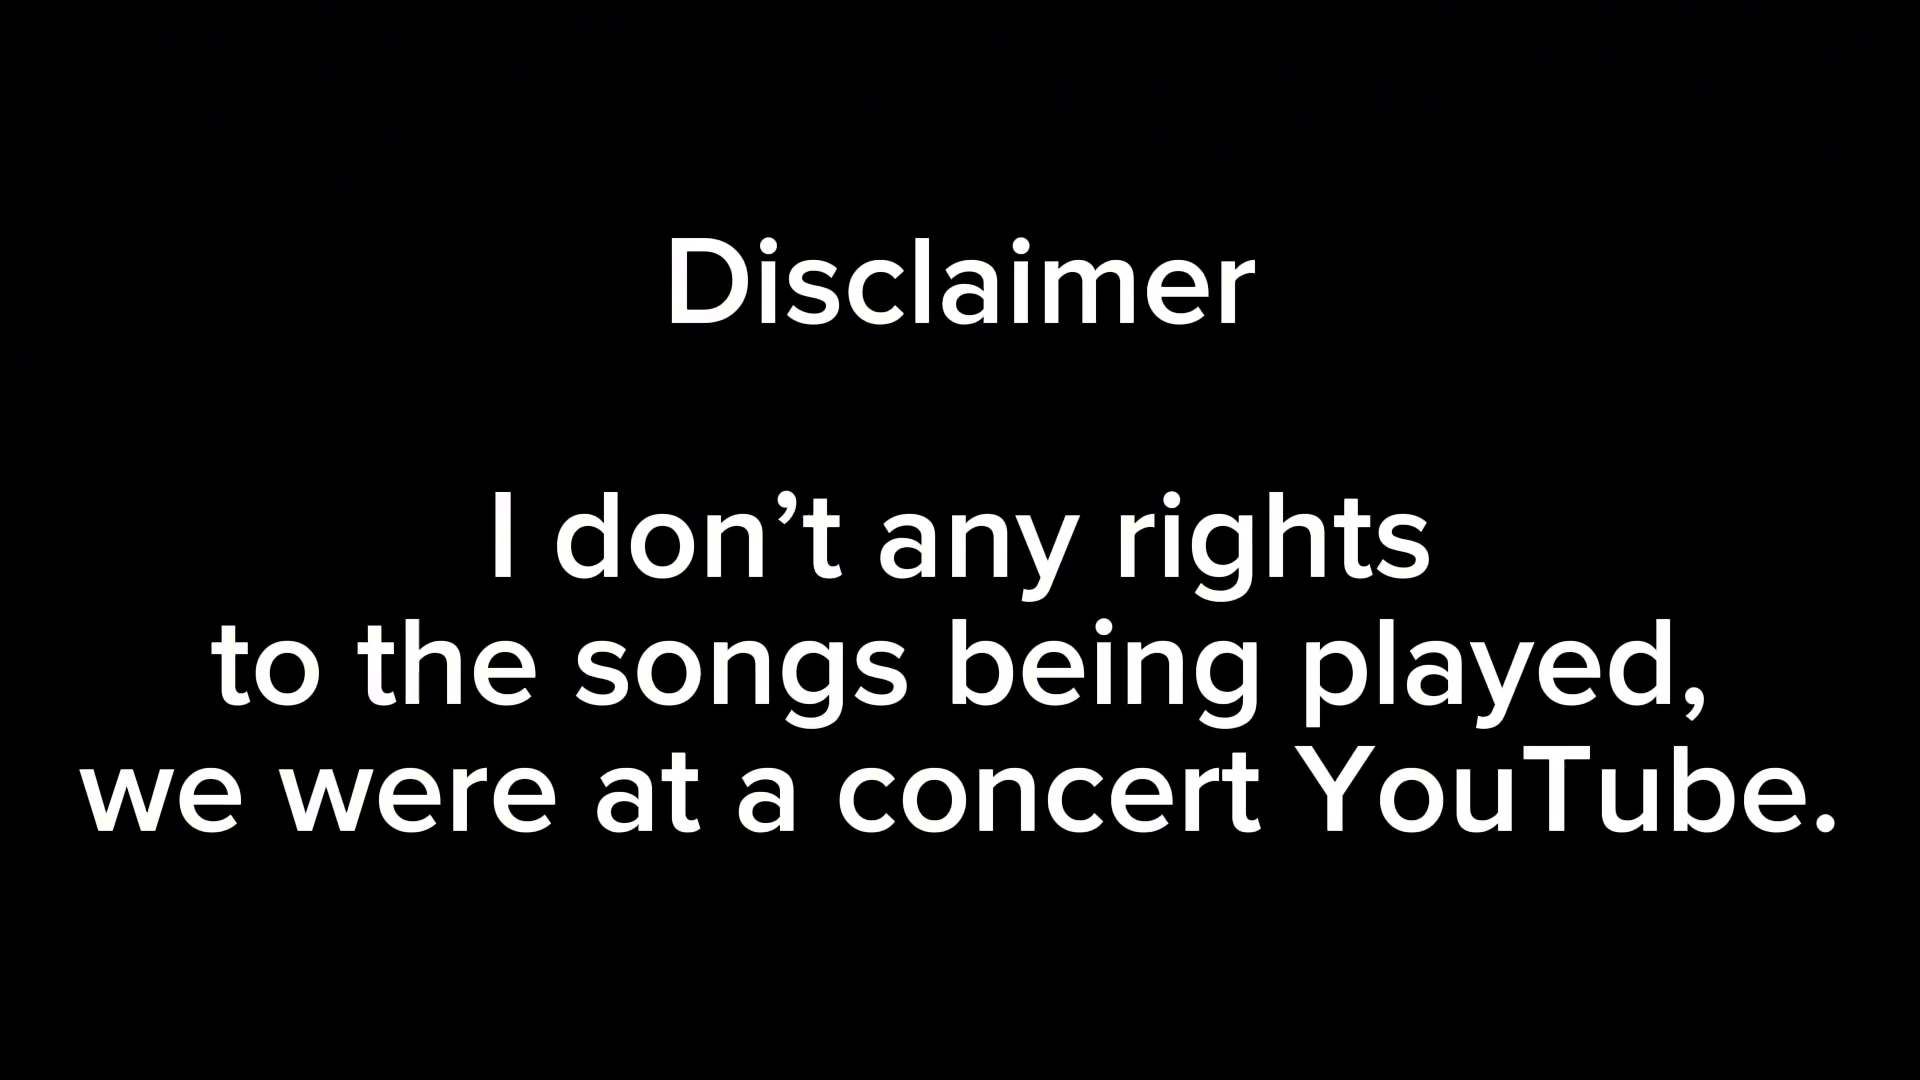 Disclaimer
I don’t any rights
to the songs being played,
we were at a concert YouTube.